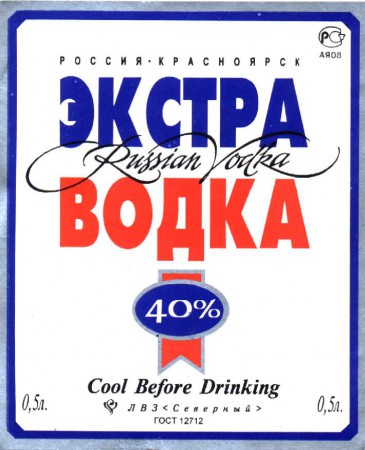 РСТ
АЯ08
РОССИЯ·КРАСНОЯРСК
ЭКСТРА
Russian Vodka
ВОДКА
40%
Cool Before Drinking
0,5л. ЛВЗ<Северный> 0,5л.
ГОСТ 12712